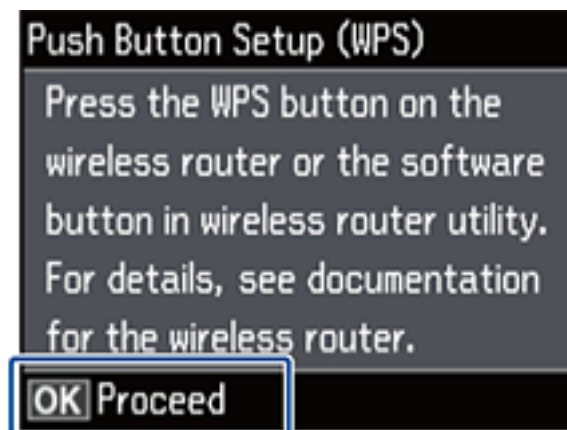 Push Button Setup (WPS)
Press the WPS button on the
wireless router or the software
button in wireless router utility.
For details, see documentation
for the wireless router.
OK Proceed